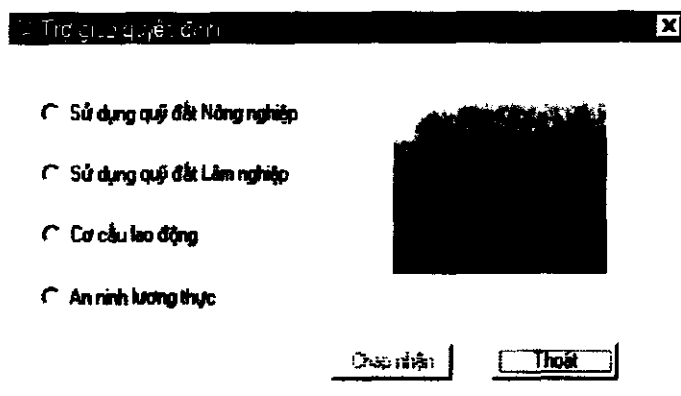 Trợ giúp quyết định
Sử dụng quỹ đất Nông nghiệp
Sử dụng quỹ đất Lâm nghiệp
Cơ cấu lao động
An ninh lương thực
Chấp nhận
Thoát